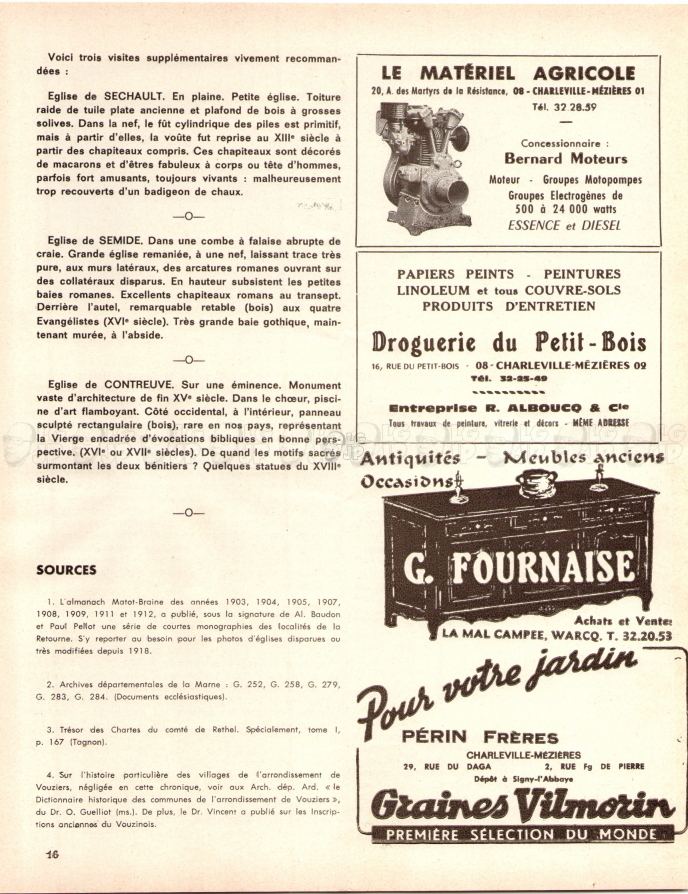 Voici trois visites supplémentaires vivement recomman-
dées :
Eglise de SECHAULT. En plaine. Petite église. Toiture
raide de tuile plate ancienne et plafond de bois à grosses
solives. Dans la nef, le fût cylindrique des piles est primitif,
mais à partir d'elles, la voûte fut reprise au XIIIe siècle à
partir des chapiteaux compris. Ces chapiteaux sont décorés
de macarons et d'êtres fabuleux à corps ou tête d'hommes,
parfois fort amusants, toujours vivants : malheureusement
trop recouverts d'un badigeon de chaux.
—O—
Eglise de SEMIDE. Dans une combe à falaise abrupte de
craie. Grande église remaniée, à une nef, laissant trace très
pure, aux murs latéraux, des arcatures romanes ouvrant sur
des collatéraux disparus. En hauteur subsistent les petites
baies romanes. Excellents chapiteaux romans au transept.
Derrière l'autel, remarquable retable (bois) aux quatre
Evangélistes (XVIe siècle). Très grande baie gothique, main-
tenant murée, à l'abside.
—O—
Eglise de CONTREUVE. Sur une éminence. Monument
vaste d'architecture de fin XVe siècle. Dans le chœur, pisci-
ne d'art flamboyant. Côté occidental, à l'intérieur, panneau
sculpté rectangulaire (bois), rare en nos pays, représentant
la Vierge encadrée d'évocations bibliques en bonne pers-
pective. (XVIe ou XVIIe siècles). De quand les motifs sacrés
surmontant les deux bénitiers ? Quelques statues du XVIIIe
siècle.
—O—
SOURCES
1. L'almanach Matot-Braine des années 1903, 1904, 1905, 1907,
1908, 1909, 1911 et 1912, a publié, sous la signature de Al. Baudon
et Paul Pellot une série de courtes monographies des localités de la
Retourne. S'y reporter au besoin pour les photos d'églises disparues ou
très modifiées depuis 1918.
2. Archives départementales de la Marne : G. 252, G. 258, G. 279,
G. 283, G. 284. (Documents ecclésiastiques).
3. Trésor des Chartes du comté de Rethel. Spécialement, tome I,
p. 167 (Tagnon).
4. Sur l'histoire particulière des villages de l'arrondissement de
Vouziers, négligée en cette chronique, voir aux Arch. dép. Ard. « le
Dictionnaire historique des communes de l'arrondissement de Vouziers »,
du Dr. O. Guelliot (ms.). De plus, le Dr. Vincent a publié sur les Inscrip-
tions anciennes du Vouzinois.
16
LE MATÉRIEL AGRICOLE
20, A. des Martyrs de la Résistance, 08 - CHARLEVILLE-MÉZIÈRES 01
Tél. 32.28.59
—
Concessionnaire :
Bernard Moteurs
Moteur - Groupes Motopompes
Groupes Electrogènes de
500 à 24 000 watts
ESSENCE et DIESEL
PAPIERS PEINTS - PEINTURES
LINOLEUM et tous COUVRE-SOLS
PRODUITS D'ENTRETIEN
Droguerie du Petit-Bois
16, RUE DU PETIT-BOIS - 08 - CHARLEVILLE-MÉZIÈRES 02
Tél. 32-25-49
Entreprise R. ALBOUCQ & Cie
Tous travaux de peinture, vitrerie et décors - MÊME ADRESSE
Antiquités - Meubles anciens
Occasions
G. FOURNAISE
Achats et Ventes
LA MAL CAMPEE, WARCQ. T. 32.20.53
Pour votre jardin
PÉRIN FRÈRES
CHARLEVILLE-MÉZIÈRES
29, RUE DU DAGA 2, RUE Fg DE PIERRE
Dépôt à Signy-l'Abbaye
Graines Vilmorin
PREMIÈRE SÉLECTION DU MONDE